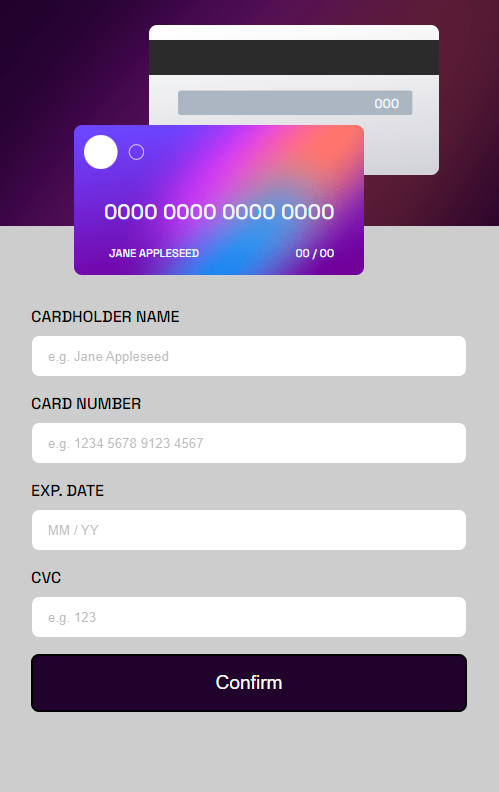 000
0000 0000 0000 0000
JANE APPLESEED 00 / 00
CARDHOLDER NAME
e.g. Jane Appleseed
CARD NUMBER
e.g. 1234 5678 9123 4567
EXP. DATE
MM / YY
CVC
e.g. 123
Confirm